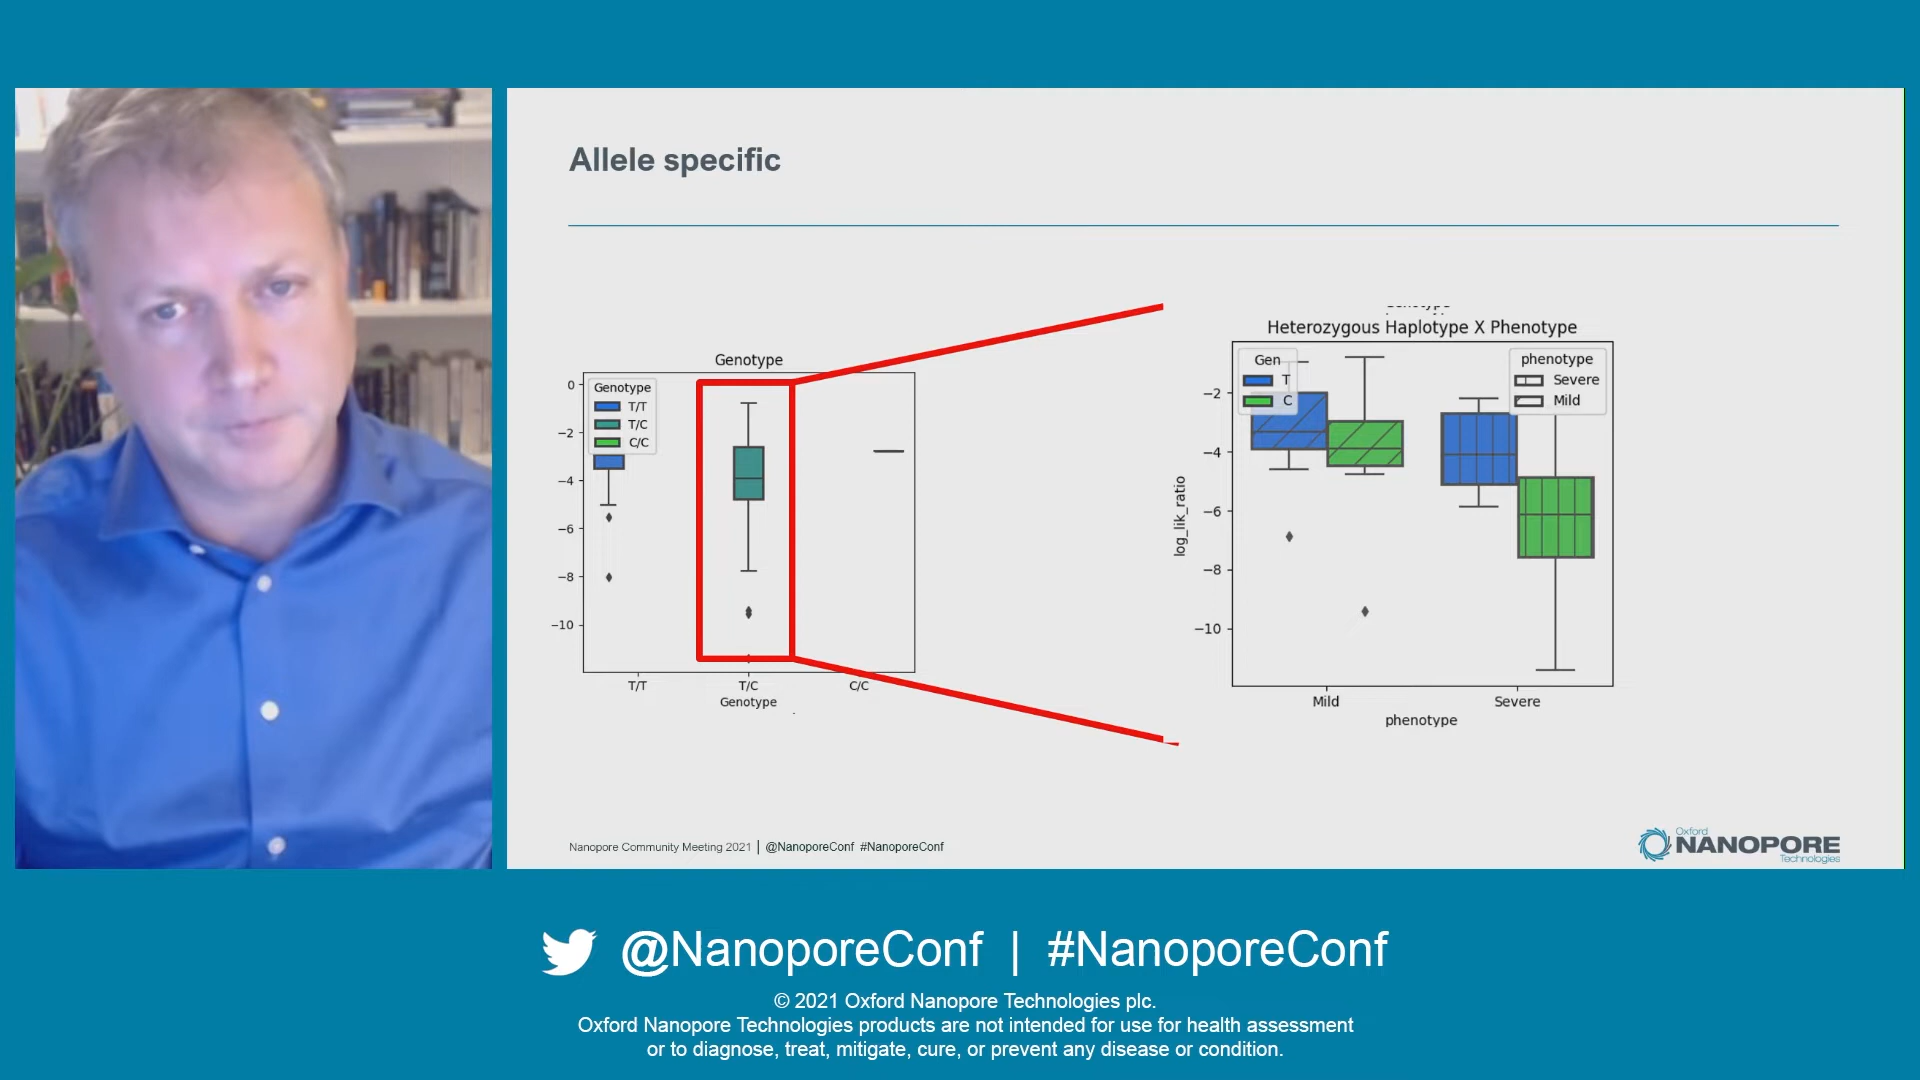 Allele specific
Genotype
Genotype
T/T
T/C
C/C
0
−2
−4
−6
−8
−10
T/T
T/C
C/C
Genotype
Heterozygous Haplotype X Phenotype
Gen
T
C
phenotype
Severe
Mild
log_lik_ratio
−2
−4
−6
−8
−10
Mild
Severe
phenotype
Nanopore Community Meeting 2021 | @NanoporeConf #NanoporeConf
Oxford
NANOPORE
Technologies
@NanoporeConf | #NanoporeConf
© 2021 Oxford Nanopore Technologies plc.
Oxford Nanopore Technologies products are not intended for use for health assessment
or to diagnose, treat, mitigate, cure, or prevent any disease or condition.